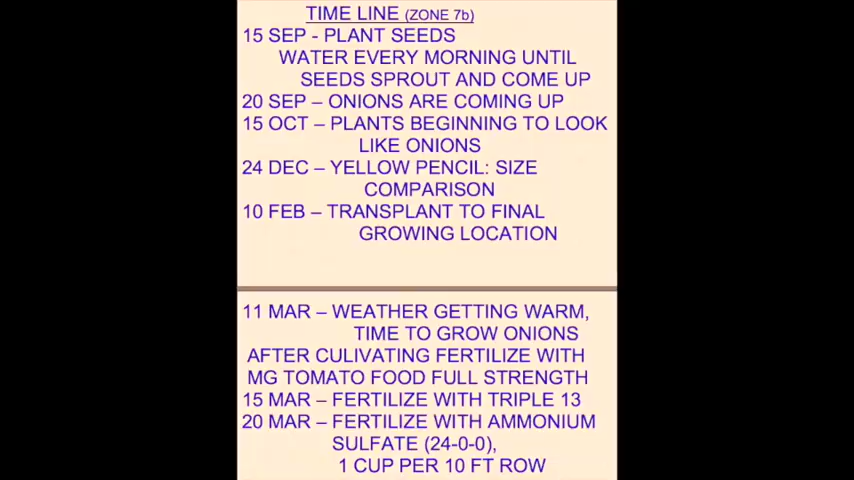 TIME LINE (ZONE 7b)
15 SEP - PLANT SEEDS
WATER EVERY MORNING UNTIL
SEEDS SPROUT AND COME UP
20 SEP – ONIONS ARE COMING UP
15 OCT – PLANTS BEGINNING TO LOOK
LIKE ONIONS
24 DEC – YELLOW PENCIL: SIZE
COMPARISON
10 FEB – TRANSPLANT TO FINAL
GROWING LOCATION
11 MAR – WEATHER GETTING WARM,
TIME TO GROW ONIONS
AFTER CULIVATING FERTILIZE WITH
MG TOMATO FOOD FULL STRENGTH
15 MAR – FERTILIZE WITH TRIPLE 13
20 MAR – FERTILIZE WITH AMMONIUM
SULFATE (24-0-0),
1 CUP PER 10 FT ROW